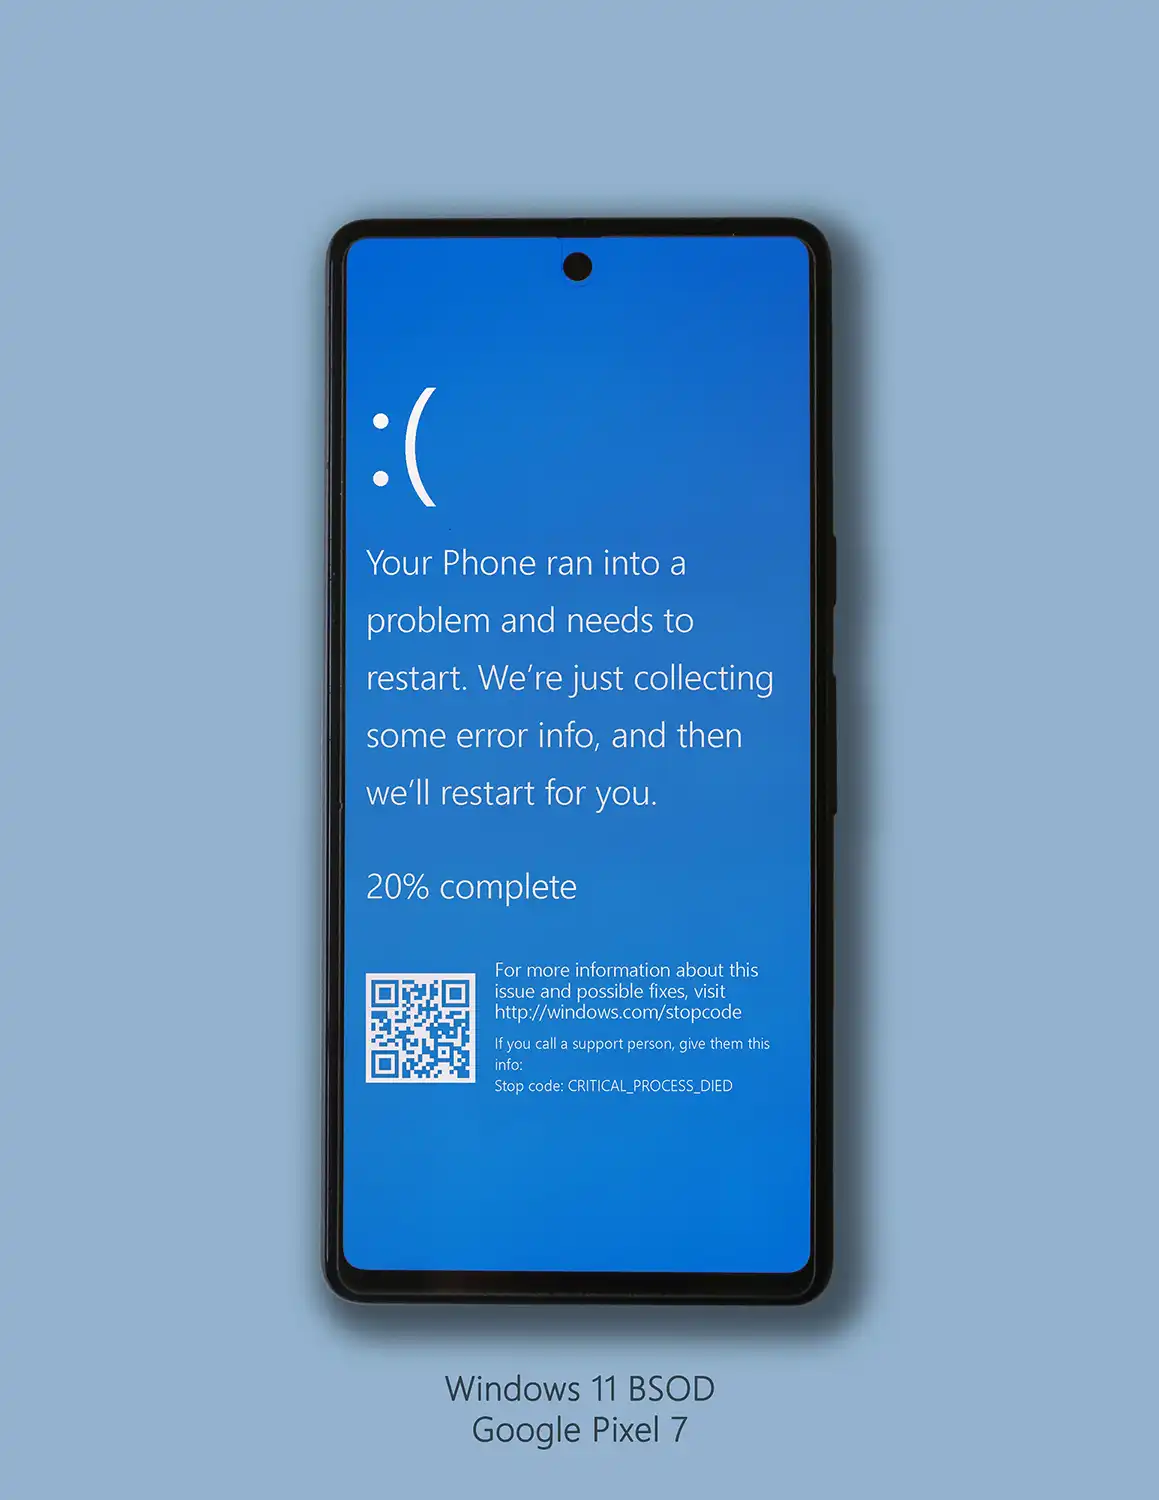 :(
Your Phone ran into a
problem and needs to
restart. We’re just collecting
some error info, and then
we’ll restart for you.
20% complete
For more information about this
issue and possible fixes, visit
http://windows.com/stopcode
If you call a support person, give them this
info:
Stop code: CRITICAL_PROCESS_DIED
Windows 11 BSOD
Google Pixel 7